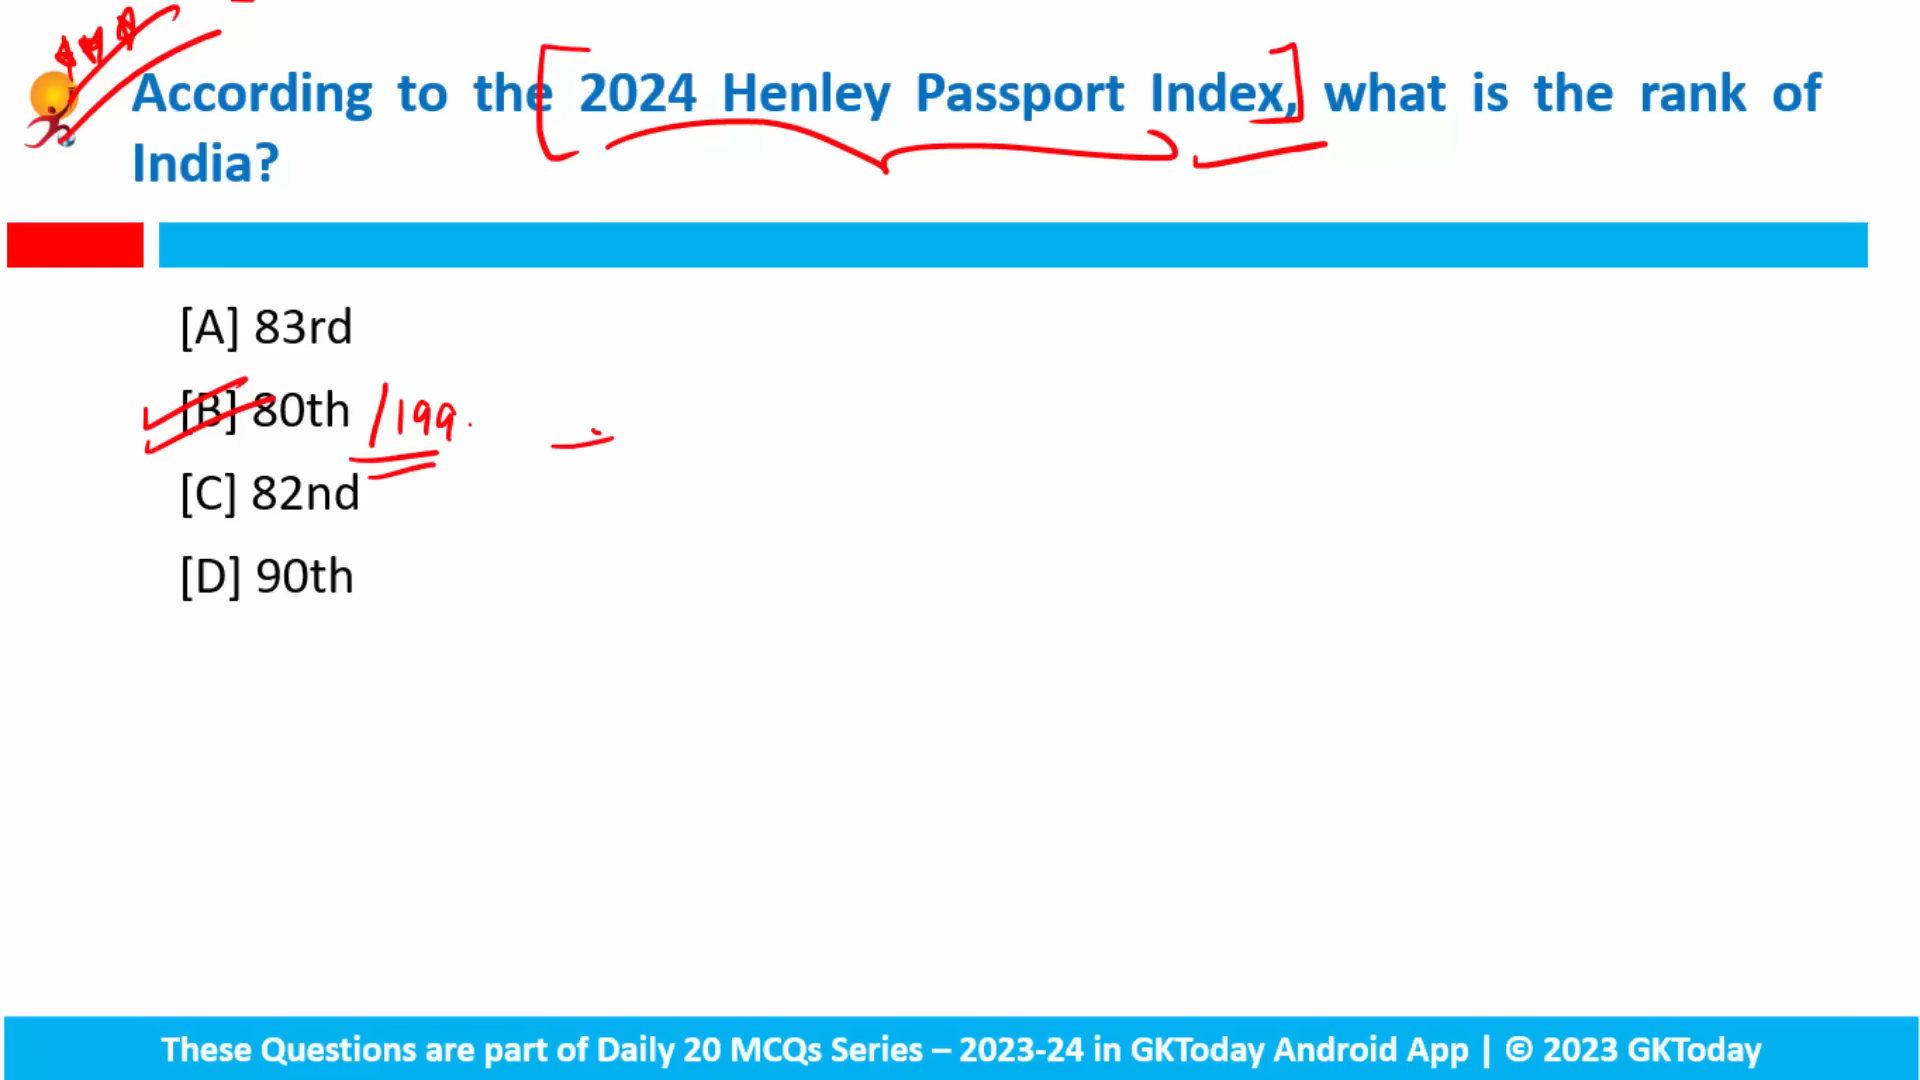 According to the 2024 Henley Passport Index, what is the rank of
India?
[A] 83rd
[B] 80th /199.
[C] 82nd
[D] 90th
These Questions are part of Daily 20 MCQs Series – 2023-24 in GKToday Android App | © 2023 GKToday